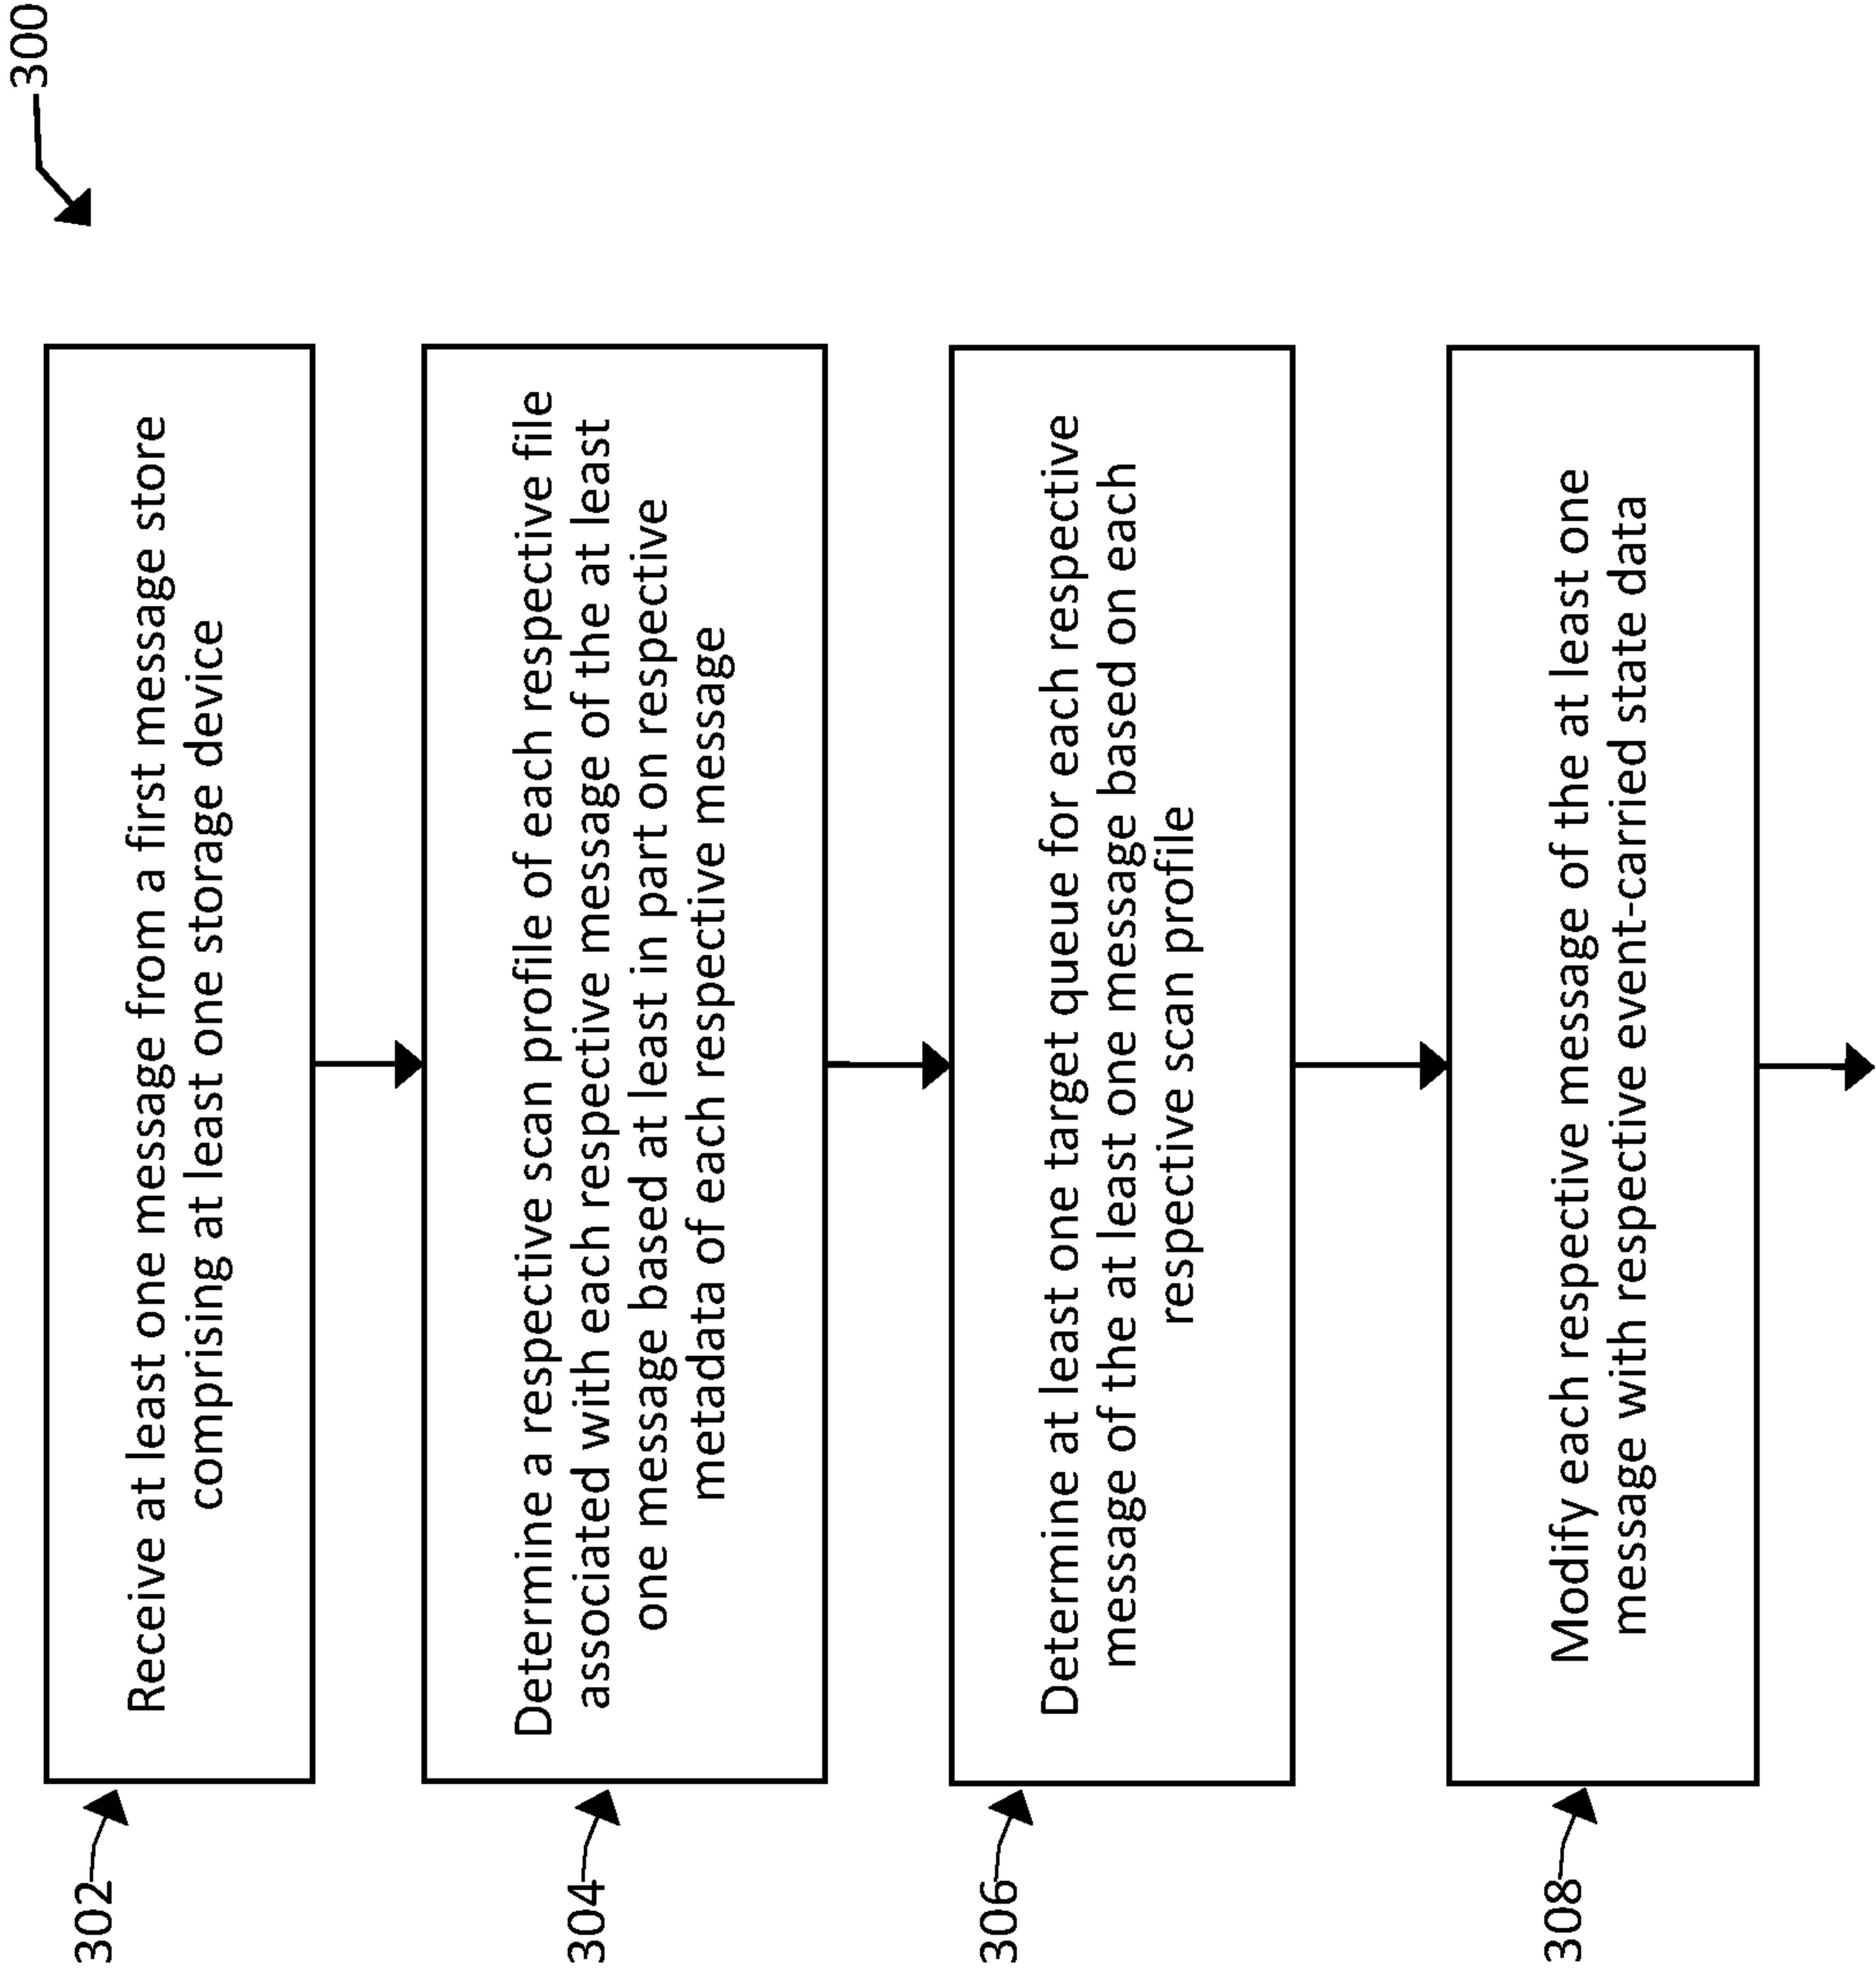 300
302
Receive at least one message from a first message store
comprising at least one storage device
304
Determine a respective scan profile of each respective file
associated with each respective message of the at least
one message based at least in part on respective
metadata of each respective message
306
Determine at least one target queue for each respective
message of the at least one message based on each
respective scan profile
308
Modify each respective message of the at least one
message with respective event-carried state data